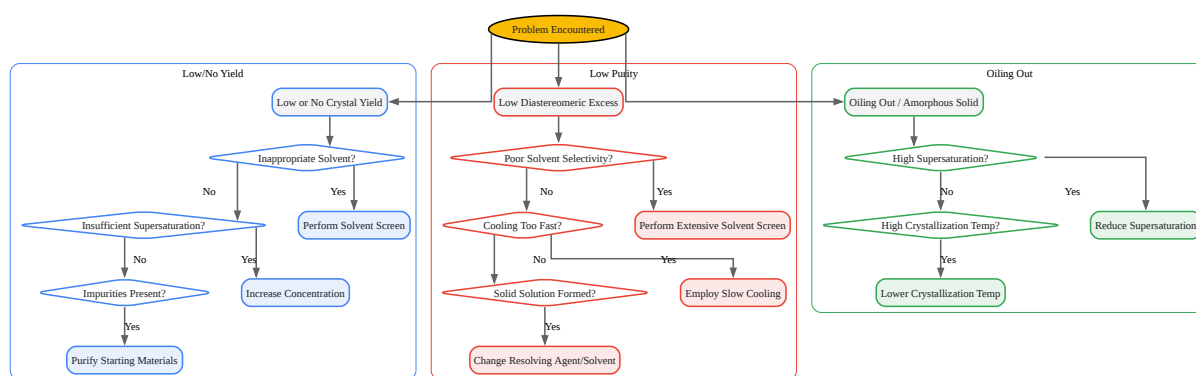 Problem Encountered
Low/No Yield
Low or No Crystal Yield
Inappropriate Solvent?
No
Yes
Insufficient Supersaturation?
Perform Solvent Screen
No
Yes
Impurities Present?
Increase Concentration
Yes
Purify Starting Materials
Low Purity
Low Diastereomeric Excess
Poor Solvent Selectivity?
No
Yes
Cooling Too Fast?
Perform Extensive Solvent Screen
No
Yes
Solid Solution Formed?
Employ Slow Cooling
Yes
Change Resolving Agent/Solvent
Oiling Out
Oiling Out / Amorphous Solid
High Supersaturation?
No
Yes
High Crystallization Temp?
Reduce Supersaturation
Yes
Lower Crystallization Temp